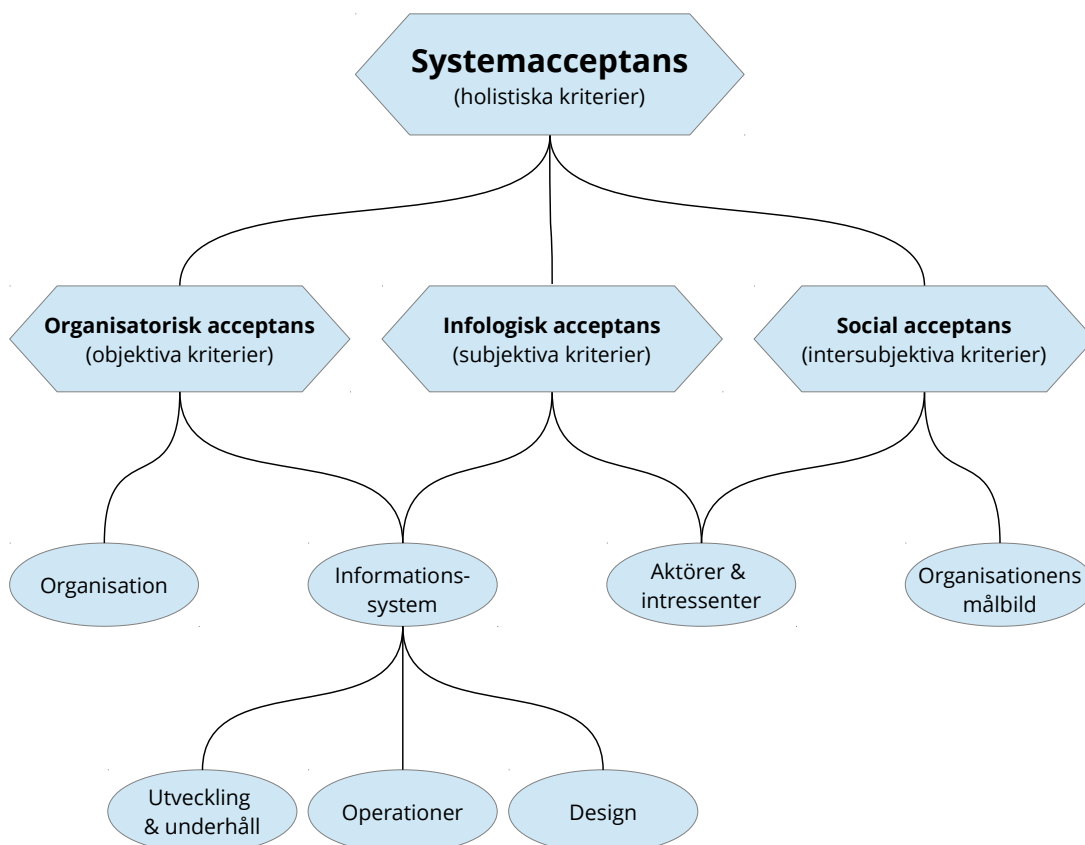 Systemacceptans
(holistiska kriterier)
Organisatorisk acceptans
(objektiva kriterier)
Infologisk acceptans
(subjektiva kriterier)
Social acceptans
(intersubjektiva kriterier)
Organisation
Informations-
system
Aktörer &
intressenter
Organisationens
målbild
Utveckling
& underhåll
Operationer
Design